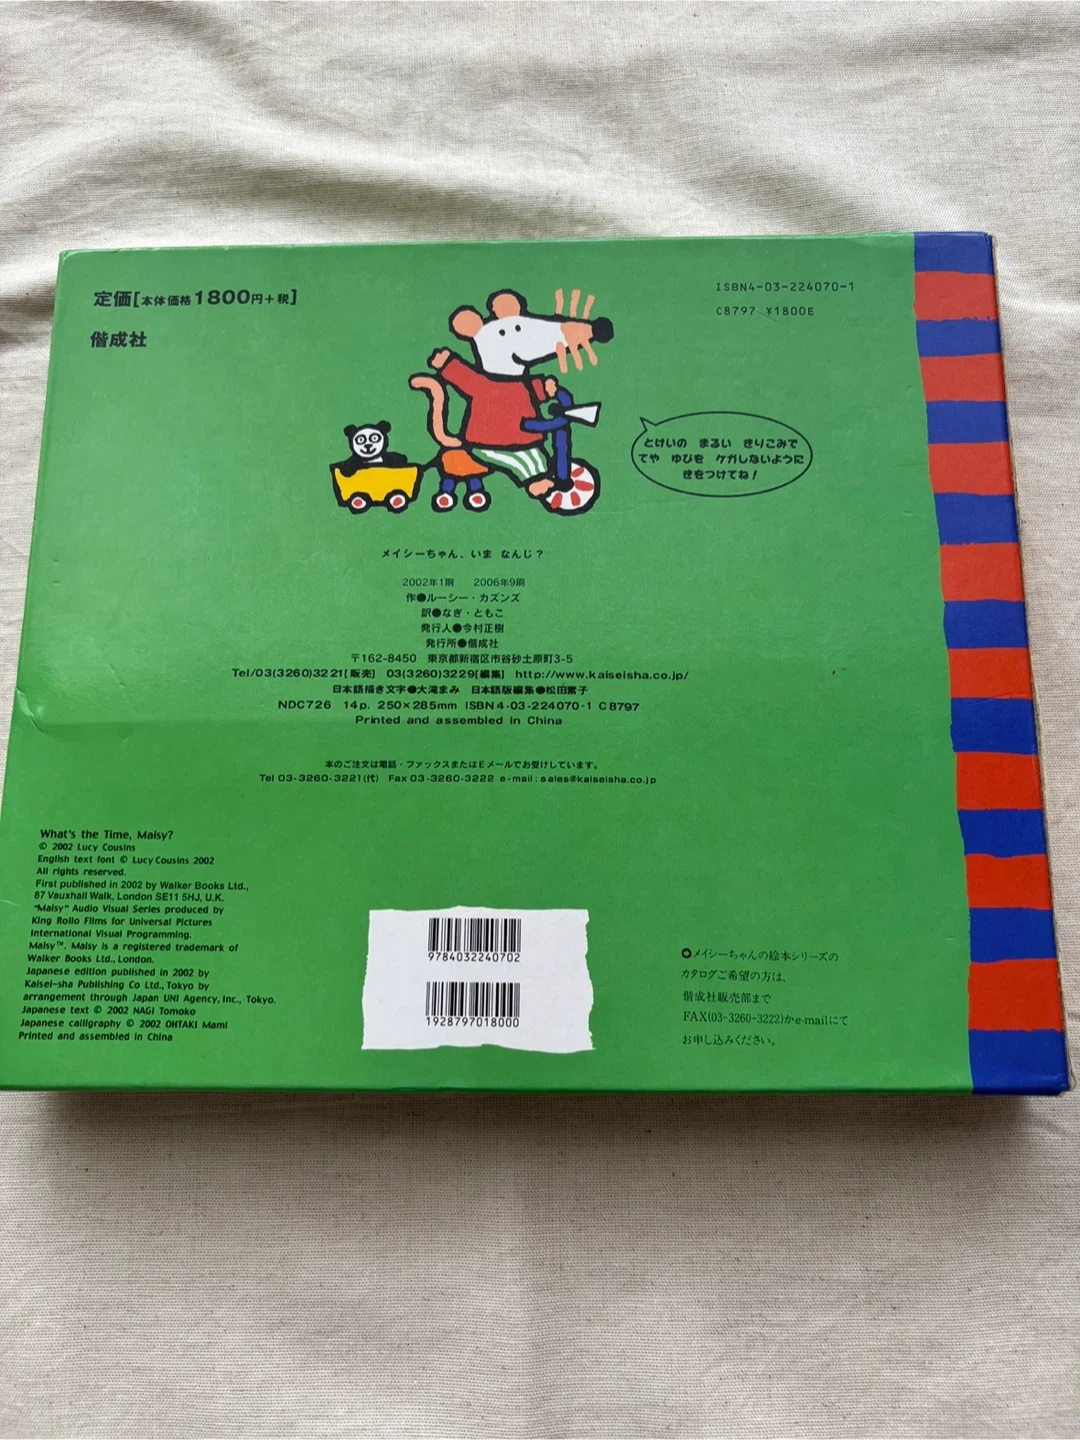 定価[本体価格1800円+税]
偕成社
ISBN4-03-224070-1
C8797 ¥1800E
とけいの まるい きりこみで
てや ゆびを ケガしないように
きをつけてね!
メイシーちゃん、いま なんじ?
2002年1刷 2006年9刷
作●ルーシー・カズンズ
訳●なぎ・ともこ
発行人●今村正樹
発行所●偕成社
〒162-8450 東京都新宿区市谷砂土原町3-5
Tel/03(3260)3221[販売] 03(3260)3229[編集] http://www.kaiseisha.co.jp/
日本語描き文字●大滝まみ 日本語版編集●松田素子
NDC726 14p. 250×285mm ISBN4-03-224070-1 C8797
Printed and assembled in China
本のご注文は電話・ファックスまたはEメールでお受けしています。
Tel 03-3260-3221(代) Fax 03-3260-3222 e-mail:sales@kaiseisha.co.jp
What's the Time, Maisy?
© 2002 Lucy Cousins
English text font © Lucy Cousins 2002
All rights reserved.
First published in 2002 by Walker Books Ltd.,
87 Vauxhall Walk, London SE11 5HJ, U.K.
"Maisy" Audio Visual Series produced by
King Rollo Films for Universal Pictures
International Visual Programming.
Maisy™. Maisy is a registered trademark of
Walker Books Ltd., London.
Japanese edition published in 2002 by
Kaisei-sha Publishing Co Ltd., Tokyo by
arrangement through Japan UNI Agency, Inc., Tokyo.
Japanese text © 2002 NAGI Tomoko
Japanese calligraphy © 2002 OHTAKI Mami
Printed and assembled in China
9784032240702
1928797018000
✪メイシーちゃんの絵本シリーズの
カタログご希望の方は、
偕成社販売部まで
FAX(03-3260-3222)かe-mailにて
お申し込みください。